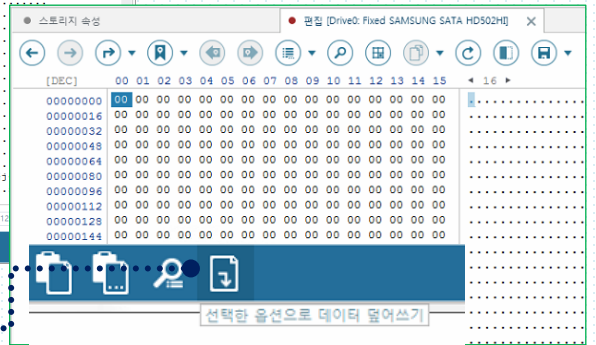 스토리지 속성
편집 [Drive0: Fixed SAMSUNG SATA HD502HI]
[DEC] 00 01 02 03 04 05 06 07 08 09 10 11 12 13 14 15 16
00000000 00 00 00 00 00 00 00 00 00 00 00 00 00 00 00 00 ................
00000016 00 00 00 00 00 00 00 00 00 00 00 00 00 00 00 00 ................
00000032 00 00 00 00 00 00 00 00 00 00 00 00 00 00 00 00 ................
00000048 00 00 00 00 00 00 00 00 00 00 00 00 00 00 00 00 ................
00000064 00 00 00 00 00 00 00 00 00 00 00 00 00 00 00 00 ................
00000080 00 00 00 00 00 00 00 00 00 00 00 00 00 00 00 00 ................
00000096 00 00 00 00 00 00 00 00 00 00 00 00 00 00 00 00 ................
00000112 00 00 00 00 00 00 00 00 00 00 00 00 00 00 00 00 ................
00000128 00 00 00 00 00 00 00 00 00 00 00 00 00 00 00 00 ................
00000144 00 00 00 00 00 00 00 00 00 00 00 00 00 00 00 00 ................
선택한 옵션으로 데이터 덮어쓰기